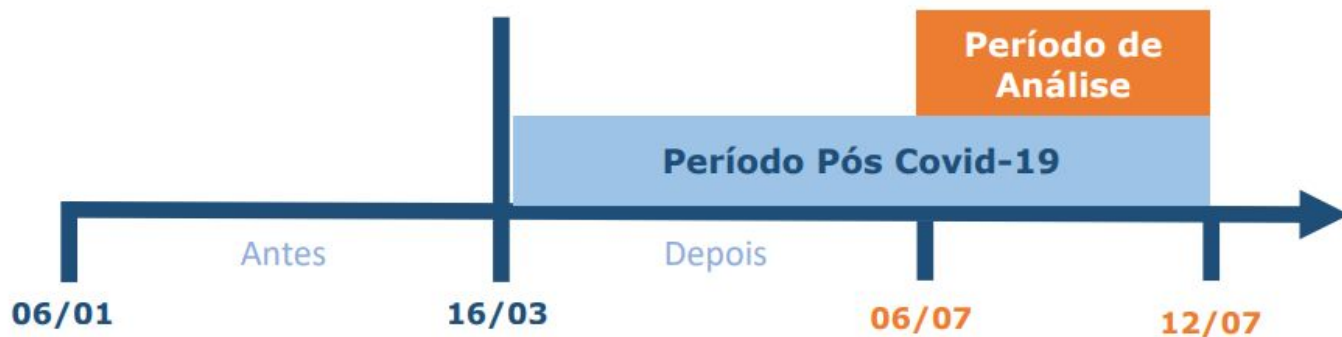 Período de
Análise
Período Pós Covid-19
Antes
Depois
06/01
16/03
06/07
12/07